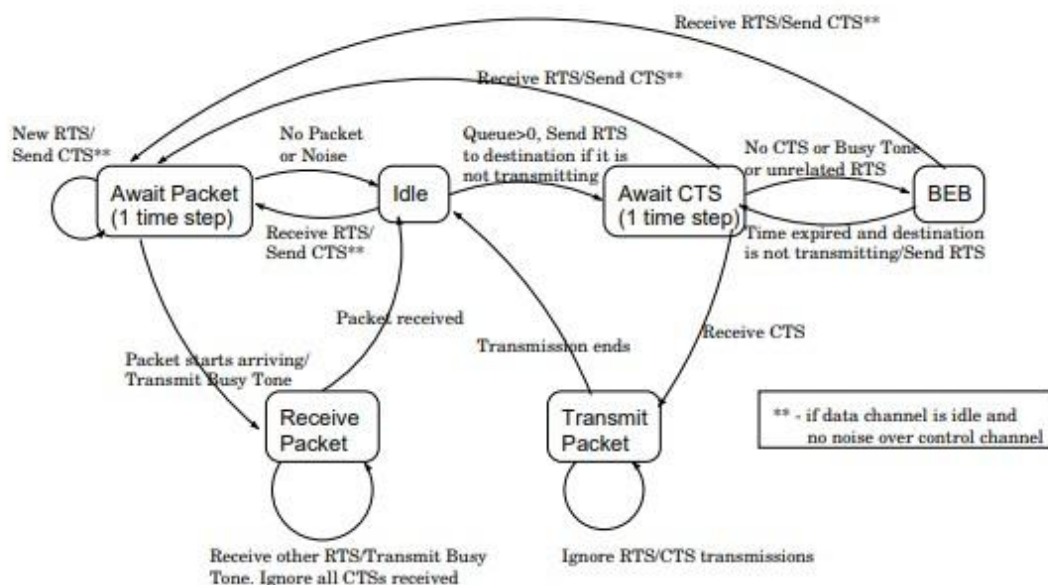 Receive RTS/Send CTS**
Receive RTS/Send CTS**
New RTS/
Send CTS**
No Packet
or Noise
Queue>0, Send RTS
to destination if it is
not transmitting
No CTS or Busy Tone
or unrelated RTS
Await Packet
(1 time step)
Idle
Await CTS
(1 time step)
BEB
Receive RTS/
Send CTS**
Time expired and destination
is not transmitting/Send RTS
Packet received
Receive CTS
Transmission ends
Packet starts arriving/
Transmit Busy Tone
Receive
Packet
Transmit
Packet
** - if data channel is idle and
no noise over control channel
Receive other RTS/Transmit Busy
Tone. Ignore all CTSs received
Ignore RTS/CTS transmissions